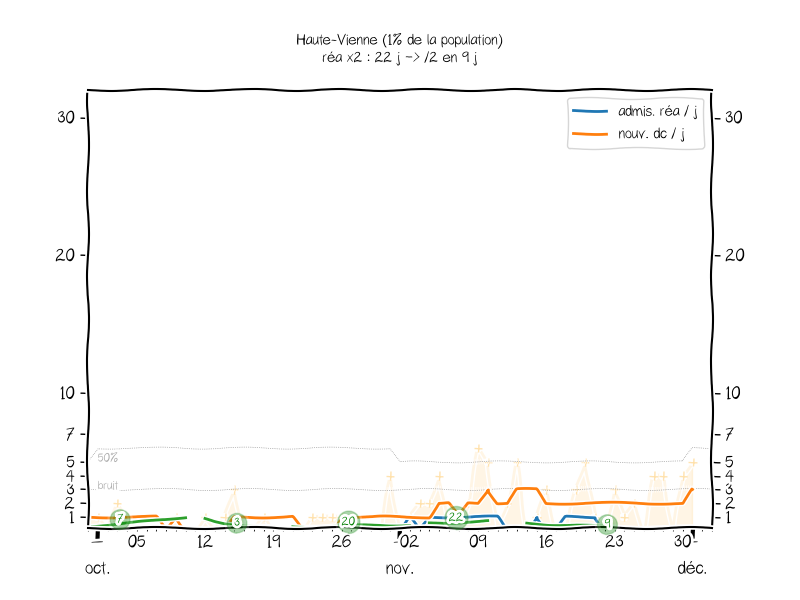 Haute-Vienne (1% de la population)
réa x2 : 22 j -> /2 en 9 j
admis. réa / j
nouv. dc / j
30 30
20 20
10 10
7 7
5 5
4 4
3 3
2 2
1 1
50%
bruit
7 3 20 22 9
05 12 19 26 02 09 16 23 30
oct. nov. déc.